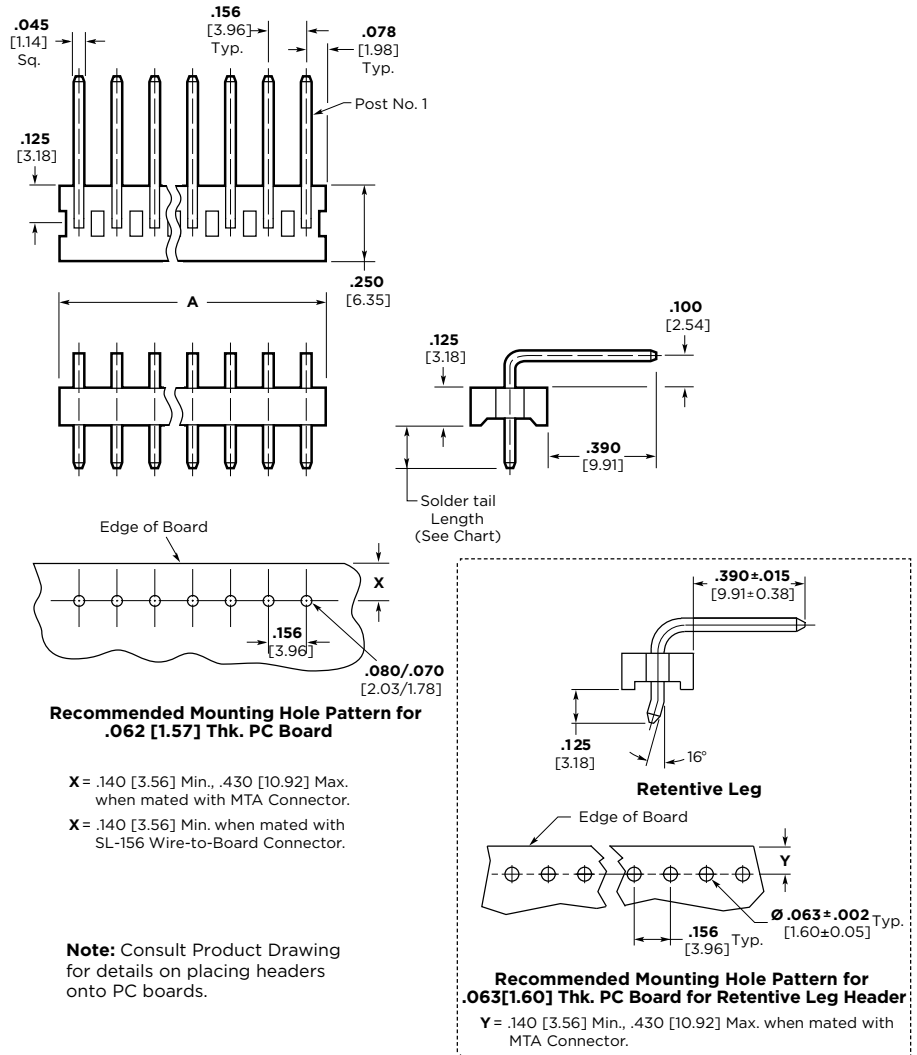 .045
[1.14]
Sq.
.156
[3.96]
Typ.
.078
[1.98]
Typ.
Post No. 1
.125
[3.18]
.250
[6.35]
A
.100
[2.54]
.125
[3.18]
.390
[9.91]
Solder tail
Length
(See Chart)
Edge of Board
X
.156
[3.96]
.080/.070
[2.03/1.78]
Recommended Mounting Hole Pattern for
.062 [1.57] Thk. PC Board
X = .140 [3.56] Min., .430 [10.92] Max.
when mated with MTA Connector.
X = .140 [3.56] Min. when mated with
SL-156 Wire-to-Board Connector.
Note: Consult Product Drawing
for details on placing headers
onto PC boards.
.390±.015
[9.91±0.38]
.125
[3.18]
16°
Retentive Leg
Edge of Board
Y
Ø .063±.002 Typ.
[1.60±0.05]
.156 Typ.
[3.96]
Recommended Mounting Hole Pattern for
.063[1.60] Thk. PC Board for Retentive Leg Header
Y = .140 [3.56] Min., .430 [10.92] Max. when mated with
MTA Connector.